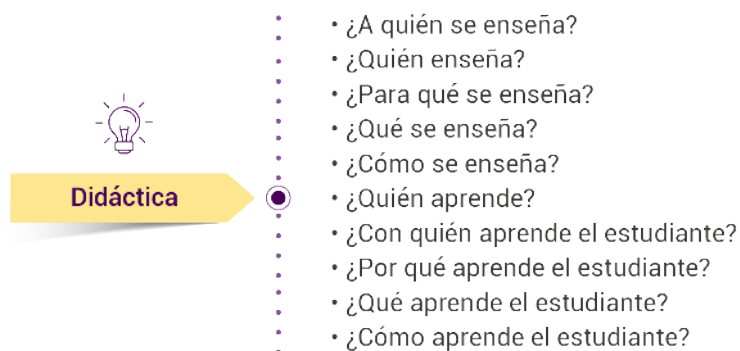 Didáctica
• ¿A quién se enseña?
• ¿Quién enseña?
• ¿Para qué se enseña?
• ¿Qué se enseña?
• ¿Cómo se enseña?
• ¿Quién aprende?
• ¿Con quién aprende el estudiante?
• ¿Por qué aprende el estudiante?
• ¿Qué aprende el estudiante?
• ¿Cómo aprende el estudiante?